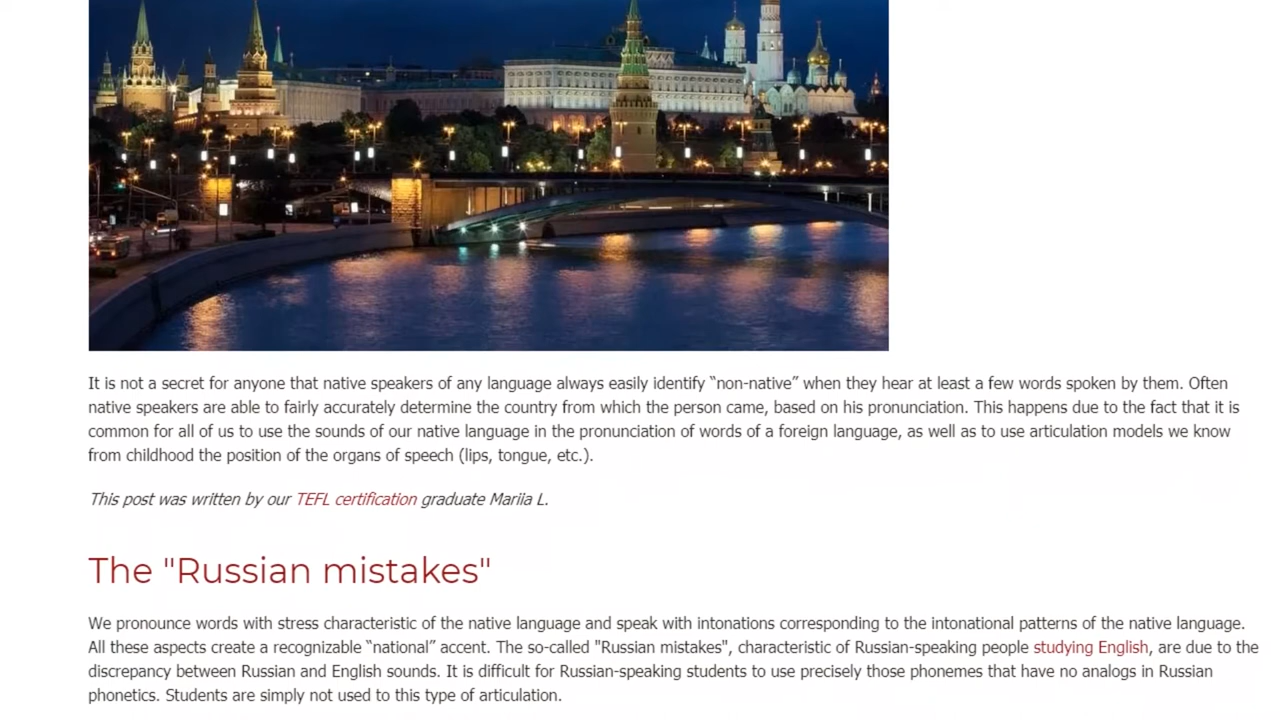 It is not a secret for anyone that native speakers of any language always easily identify “non-native” when they hear at least a few words spoken by them. Often
native speakers are able to fairly accurately determine the country from which the person came, based on his pronunciation. This happens due to the fact that it is
common for all of us to use the sounds of our native language in the pronunciation of words of a foreign language, as well as to use articulation models we know
from childhood the position of the organs of speech (lips, tongue, etc.).
This post was written by our TEFL certification graduate Mariia L.
The "Russian mistakes"
We pronounce words with stress characteristic of the native language and speak with intonations corresponding to the intonational patterns of the native language.
All these aspects create a recognizable “national” accent. The so-called "Russian mistakes", characteristic of Russian-speaking people studying English, are due to the
discrepancy between Russian and English sounds. It is difficult for Russian-speaking students to use precisely those phonemes that have no analogs in Russian
phonetics. Students are simply not used to this type of articulation.